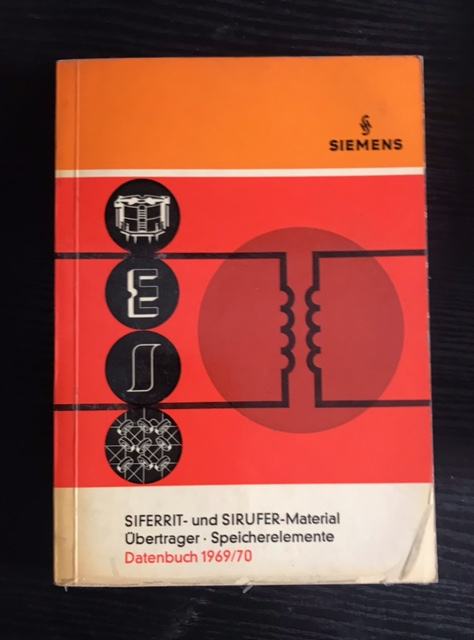 SIEMENS
SIFERRIT- und SIRUFER-Material
Übertrager · Speicherelemente
Datenbuch 1969/70